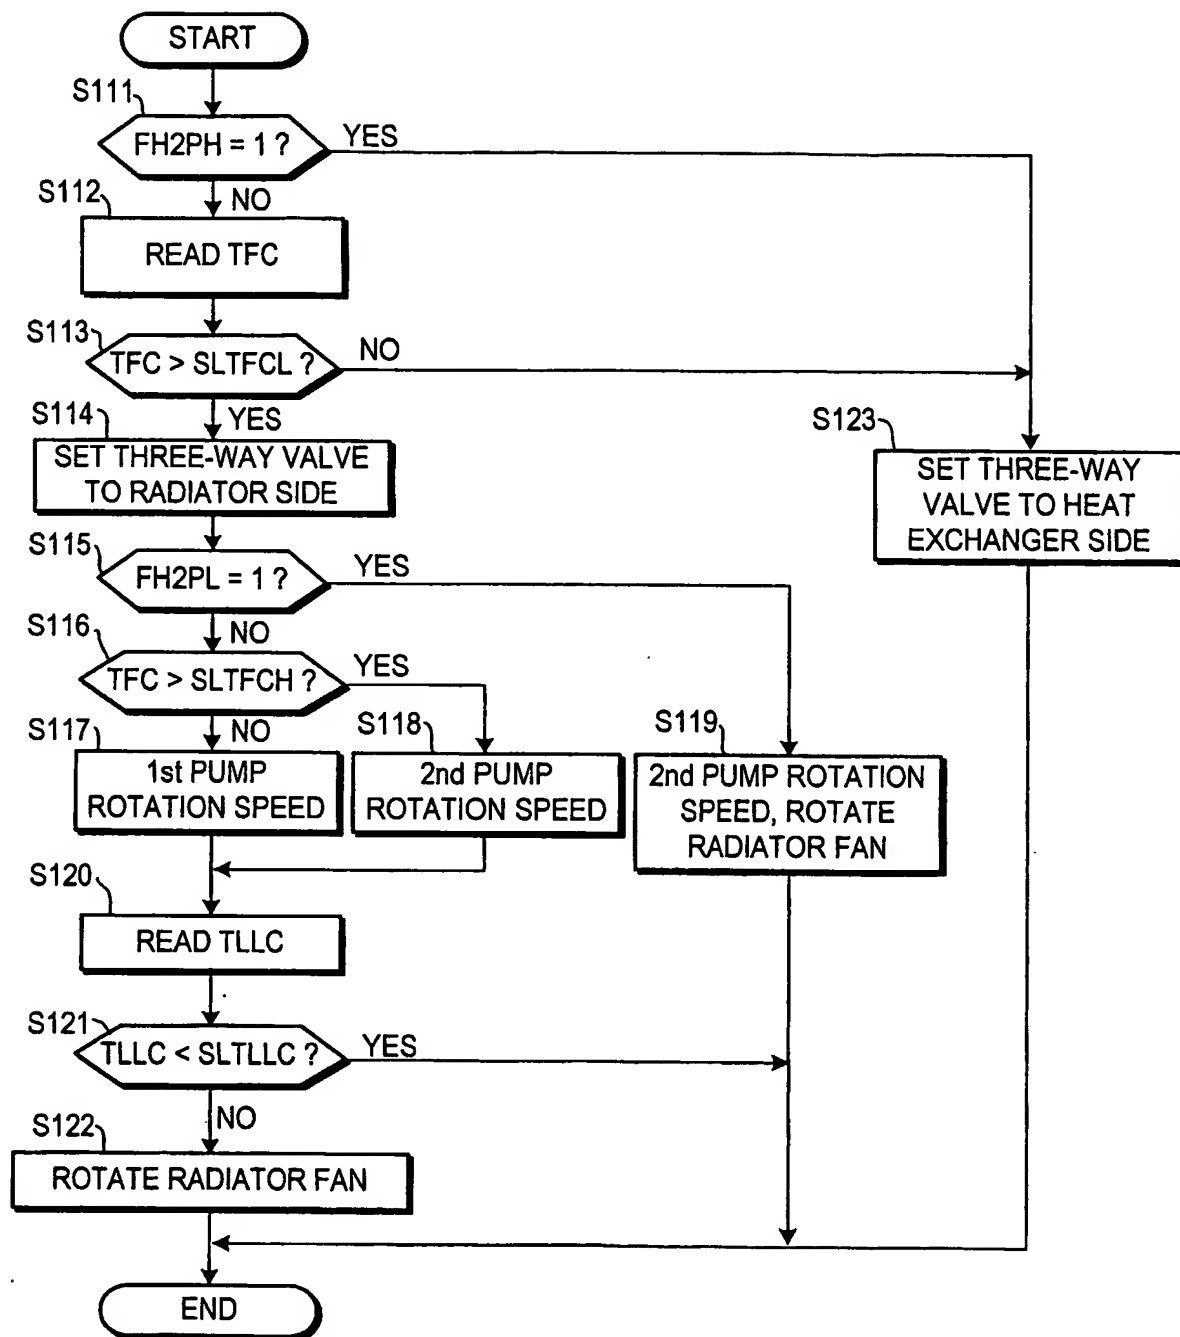 START
S111
FH2PH = 1 ?
YES
NO
S112
READ TFC
S113
TFC > SLTFCL ?
NO
YES
S114
SET THREE-WAY VALVE
TO RADIATOR SIDE
S123
SET THREE-WAY
VALVE TO HEAT
EXCHANGER SIDE
S115
FH2PL = 1 ?
YES
NO
S116
TFC > SLTFCH ?
YES
NO
S117
1st PUMP
ROTATION SPEED
S118
2nd PUMP
ROTATION SPEED
S119
2nd PUMP ROTATION
SPEED, ROTATE
RADIATOR FAN
S120
READ TLLC
S121
TLLC < SLTLLC ?
YES
NO
S122
ROTATE RADIATOR FAN
END